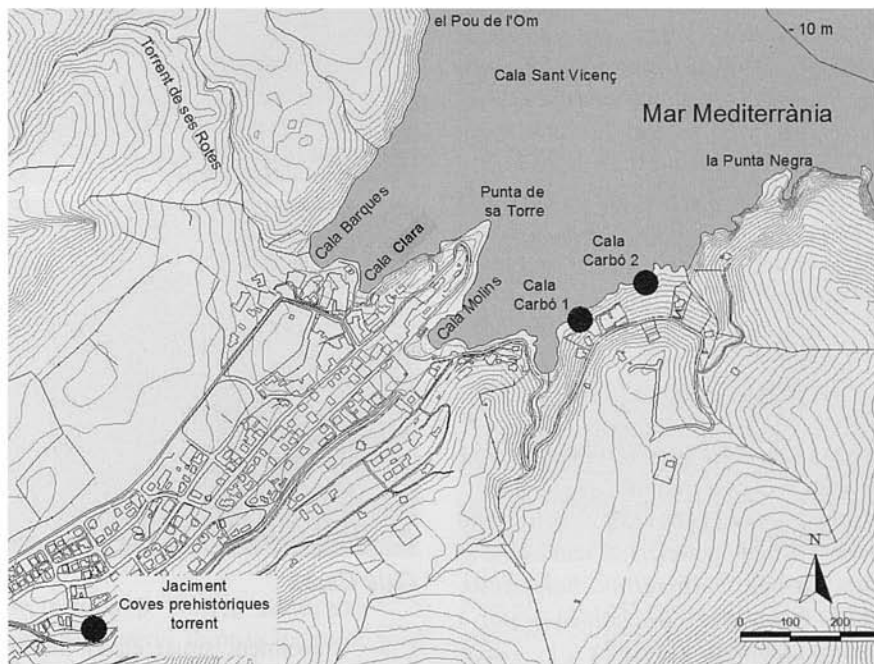 el Pou de l'Om
- 10 m
Torrent de ses Rotes
Cala Sant Vicenç
Mar Mediterrània
la Punta Negra
Punta de
sa Torre
Cala Barques
Cala Clara
Cala Molins
Cala
Carbó 2
Cala
Carbó 1
N
Jaciment
Coves prehistòriques
torrent
0 100 200